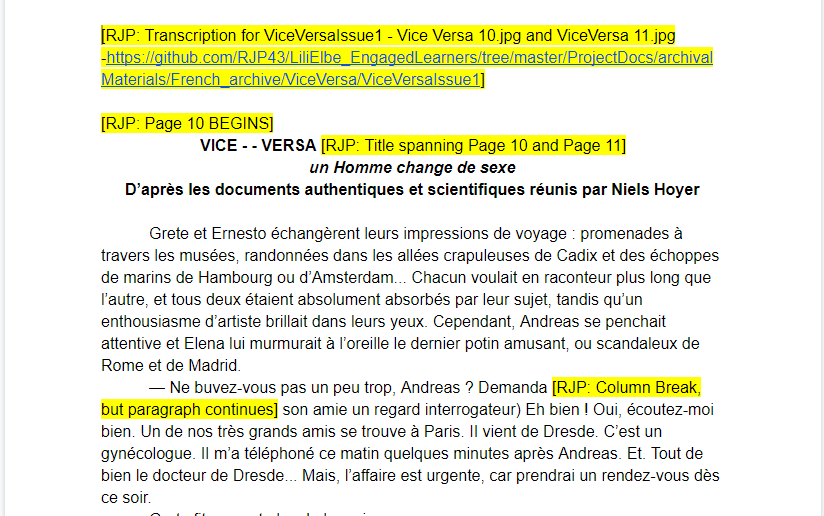 [RJP: Transcription for ViceVersaIssue1 - Vice Versa 10.jpg and ViceVersa 11.jpg
-https://github.com/RJP43/LiliElbe_EngagedLearners/tree/master/ProjectDocs/archival
Materials/French_archive/ViceVersa/ViceVersaIssue1]
[RJP: Page 10 BEGINS]
VICE - - VERSA [RJP: Title spanning Page 10 and Page 11]
un Homme change de sexe
D’après les documents authentiques et scientifiques réunis par Niels Hoyer
Grete et Ernesto échangèrent leurs impressions de voyage : promenades à
travers les musées, randonnées dans les allées crapuleuses de Cadix et des échoppes
de marins de Hambourg ou d’Amsterdam... Chacun voulait en raconteur plus long que
l’autre, et tous deux étaient absolument absorbés par leur sujet, tandis qu’un
enthousiasme d’artiste brillait dans leurs yeux. Cependant, Andreas se penchait
attentive et Elena lui murmurait à l’oreille le dernier potin amusant, ou scandaleux de
Rome et de Madrid.
— Ne buvez-vous pas un peu trop, Andreas ? Demanda [RJP: Column Break,
but paragraph continues] son amie un regard interrogateur) Eh bien ! Oui, écoutez-moi
bien. Un de nos très grands amis se trouve à Paris. Il vient de Dresde. C’est un
gynécologue. Il m’a téléphoné ce matin quelques minutes après Andreas. Et. Tout de
bien le docteur de Dresde... Mais, l’affaire est urgente, car prendrai un rendez-vous dès
ce soir.